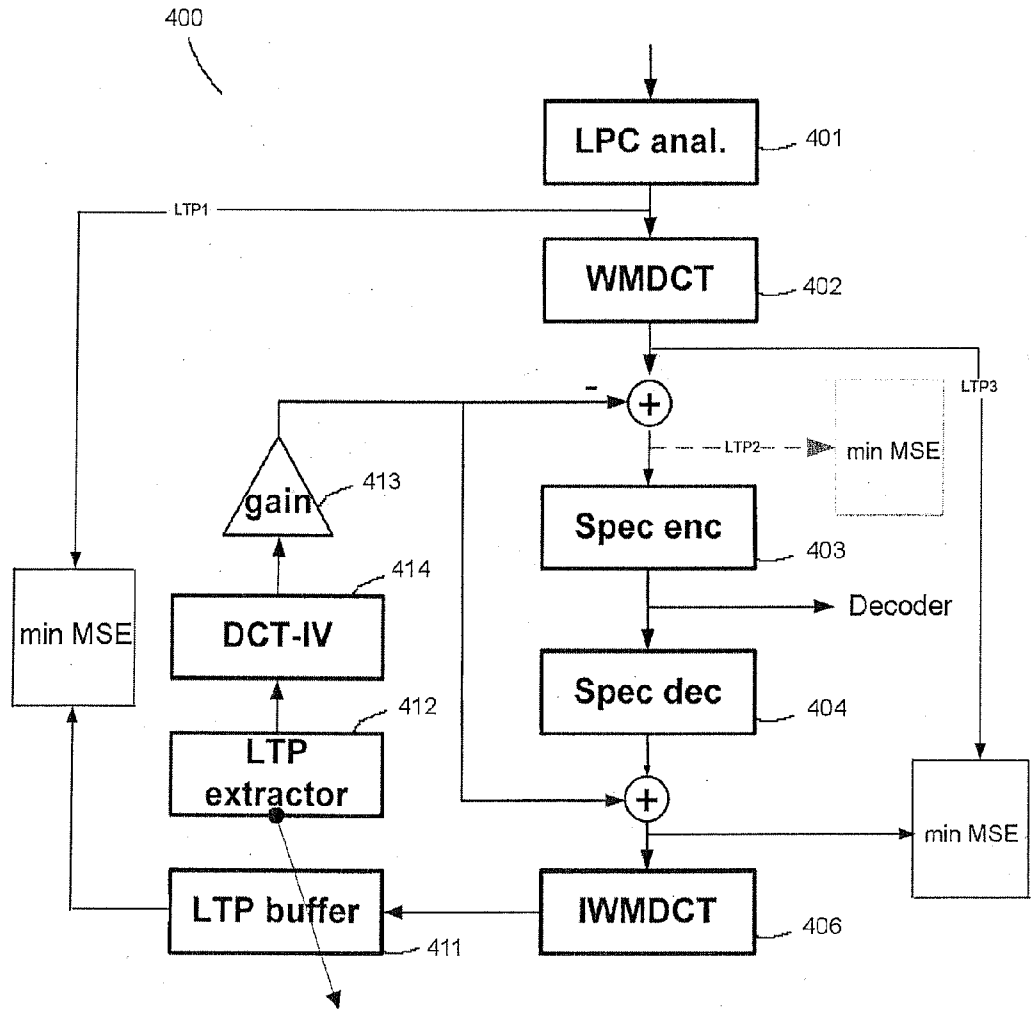 400
LPC anal.
401
LTP1
WMDCT
402
-
+
LTP3
LTP2
min MSE
gain
413
Spec enc
403
414
min MSE
DCT-IV
Decoder
412
LTP
extractor
Spec dec
404
+
min MSE
LTP buffer
411
IWMDCT
406